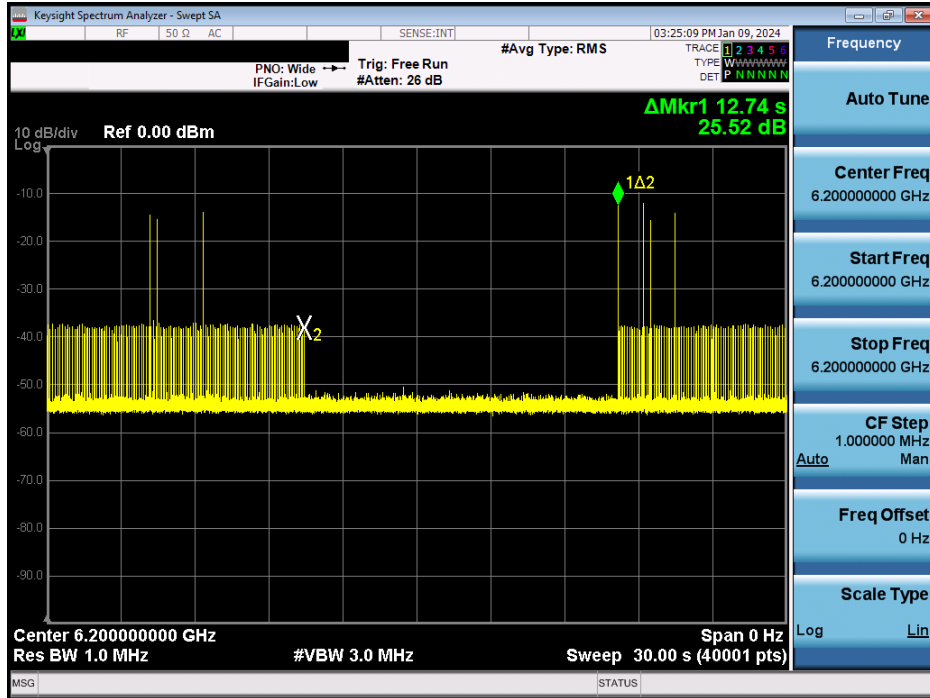 Keysight Spectrum Analyzer - Swept SA
LXI RF 50 Ω AC SENSE:INT 03:25:09 PM Jan 09, 2024
#Avg Type: RMS
TRACE 1 2 3 4 5 6
TYPE WWWWWW
DET P N N N N N
PNO: Wide
IFGain:Low
Trig: Free Run
#Atten: 26 dB
ΔMkr1 12.74 s
25.52 dB
10 dB/div Ref 0.00 dBm
Log
-10.0
-20.0
-30.0
-40.0
-50.0
-60.0
-70.0
-80.0
-90.0
1Δ2
X2
Center 6.200000000 GHz
Span 0 Hz
Res BW 1.0 MHz
#VBW 3.0 MHz
Sweep 30.00 s (40001 pts)
MSG
STATUS
Frequency
Auto Tune
Center Freq
6.200000000 GHz
Start Freq
6.200000000 GHz
Stop Freq
6.200000000 GHz
CF Step
1.000000 MHz
Auto Man
Freq Offset
0 Hz
Scale Type
Log Lin